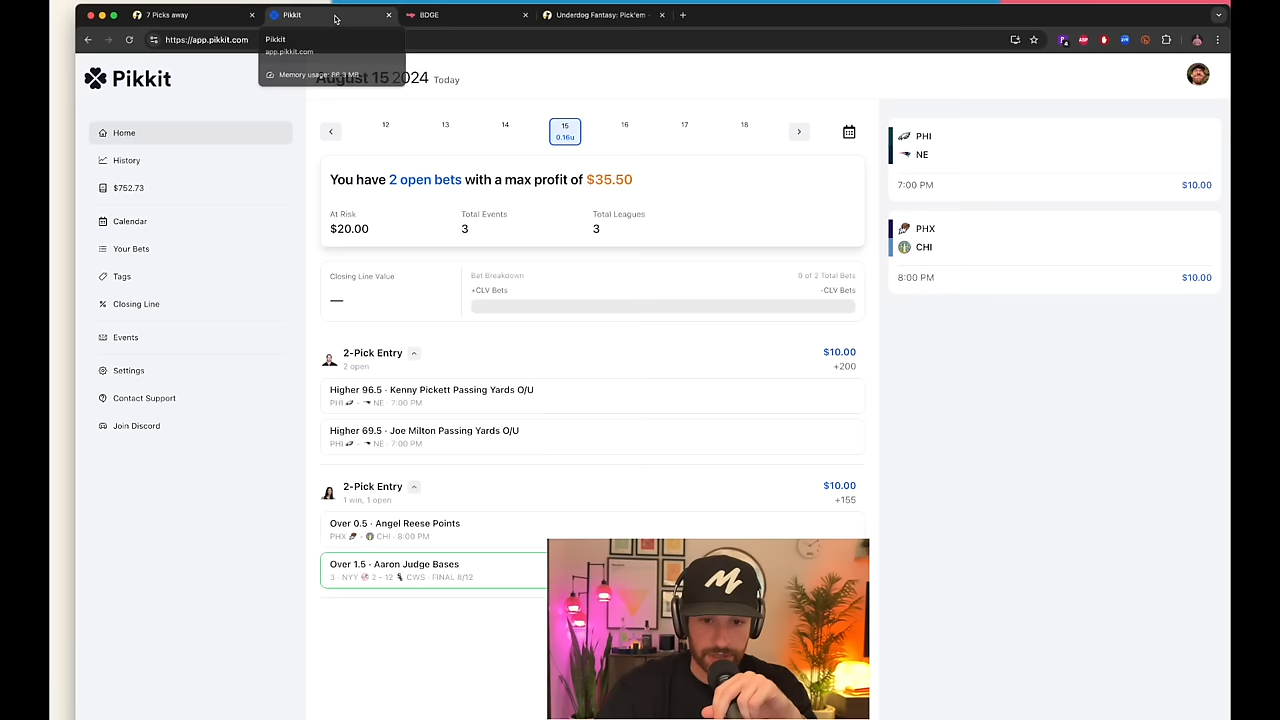 7 Picks away
Pikkit
BDGE
Underdog Fantasy: Pick'em -
https://app.pikkit.com
Pikkit
app.pikkit.com
Memory usage: 86.3 MB
Pikkit
August 15 2024 Today
Home
History
$752.73
Calendar
Your Bets
Tags
Closing Line
Events
Settings
Contact Support
Join Discord
12
13
14
15
0.16u
16
17
18
You have 2 open bets with a max profit of $35.50
At Risk
Total Events
Total Leagues
$20.00
3
3
Closing Line Value
—
Bet Breakdown
0 of 2 Total Bets
+CLV Bets
-CLV Bets
2-Pick Entry
$10.00
2 open
+200
Higher 96.5 · Kenny Pickett Passing Yards O/U
PHI - NE · 7:00 PM
Higher 69.5 · Joe Milton Passing Yards O/U
PHI - NE · 7:00 PM
2-Pick Entry
$10.00
1 win, 1 open
+155
Over 0.5 · Angel Reese Points
PHX - CHI · 8:00 PM
Over 1.5 · Aaron Judge Bases
3 · NYY 2 - 12 CWS · FINAL 8/12
PHI
NE
7:00 PM
$10.00
PHX
CHI
8:00 PM
$10.00